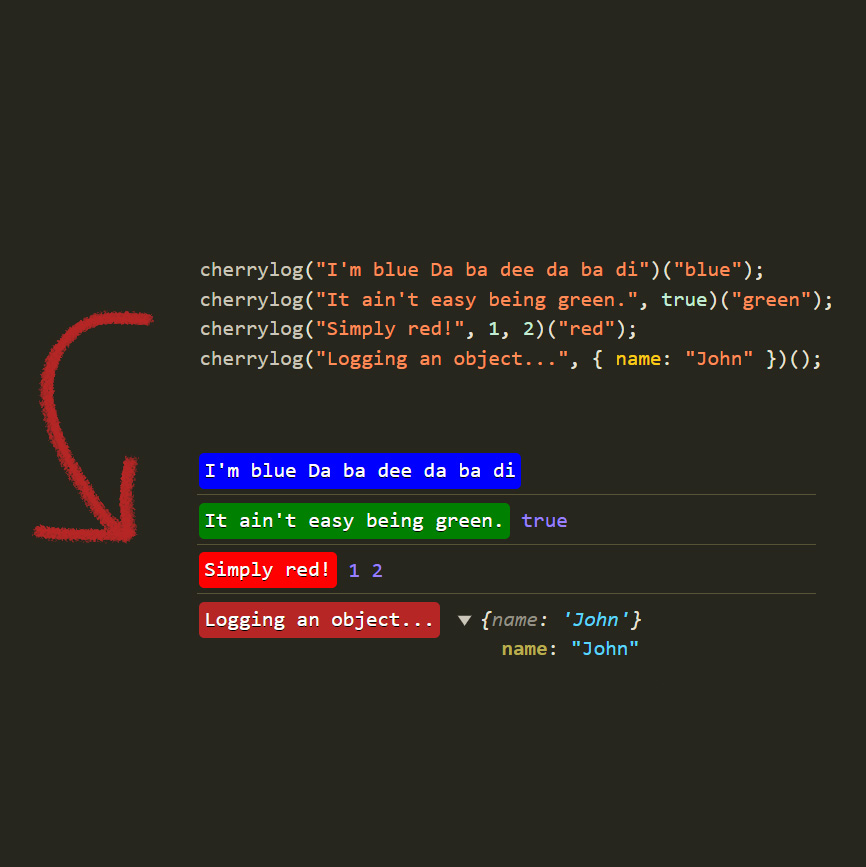 cherrylog("I'm blue Da ba dee da ba di")("blue");
cherrylog("It ain't easy being green.", true)("green");
cherrylog("Simply red!", 1, 2)("red");
cherrylog("Logging an object...", { name: "John" })();
I'm blue Da ba dee da ba di
It ain't easy being green. true
Simply red! 1 2
Logging an object... ▼ {name: 'John'}
name: "John"